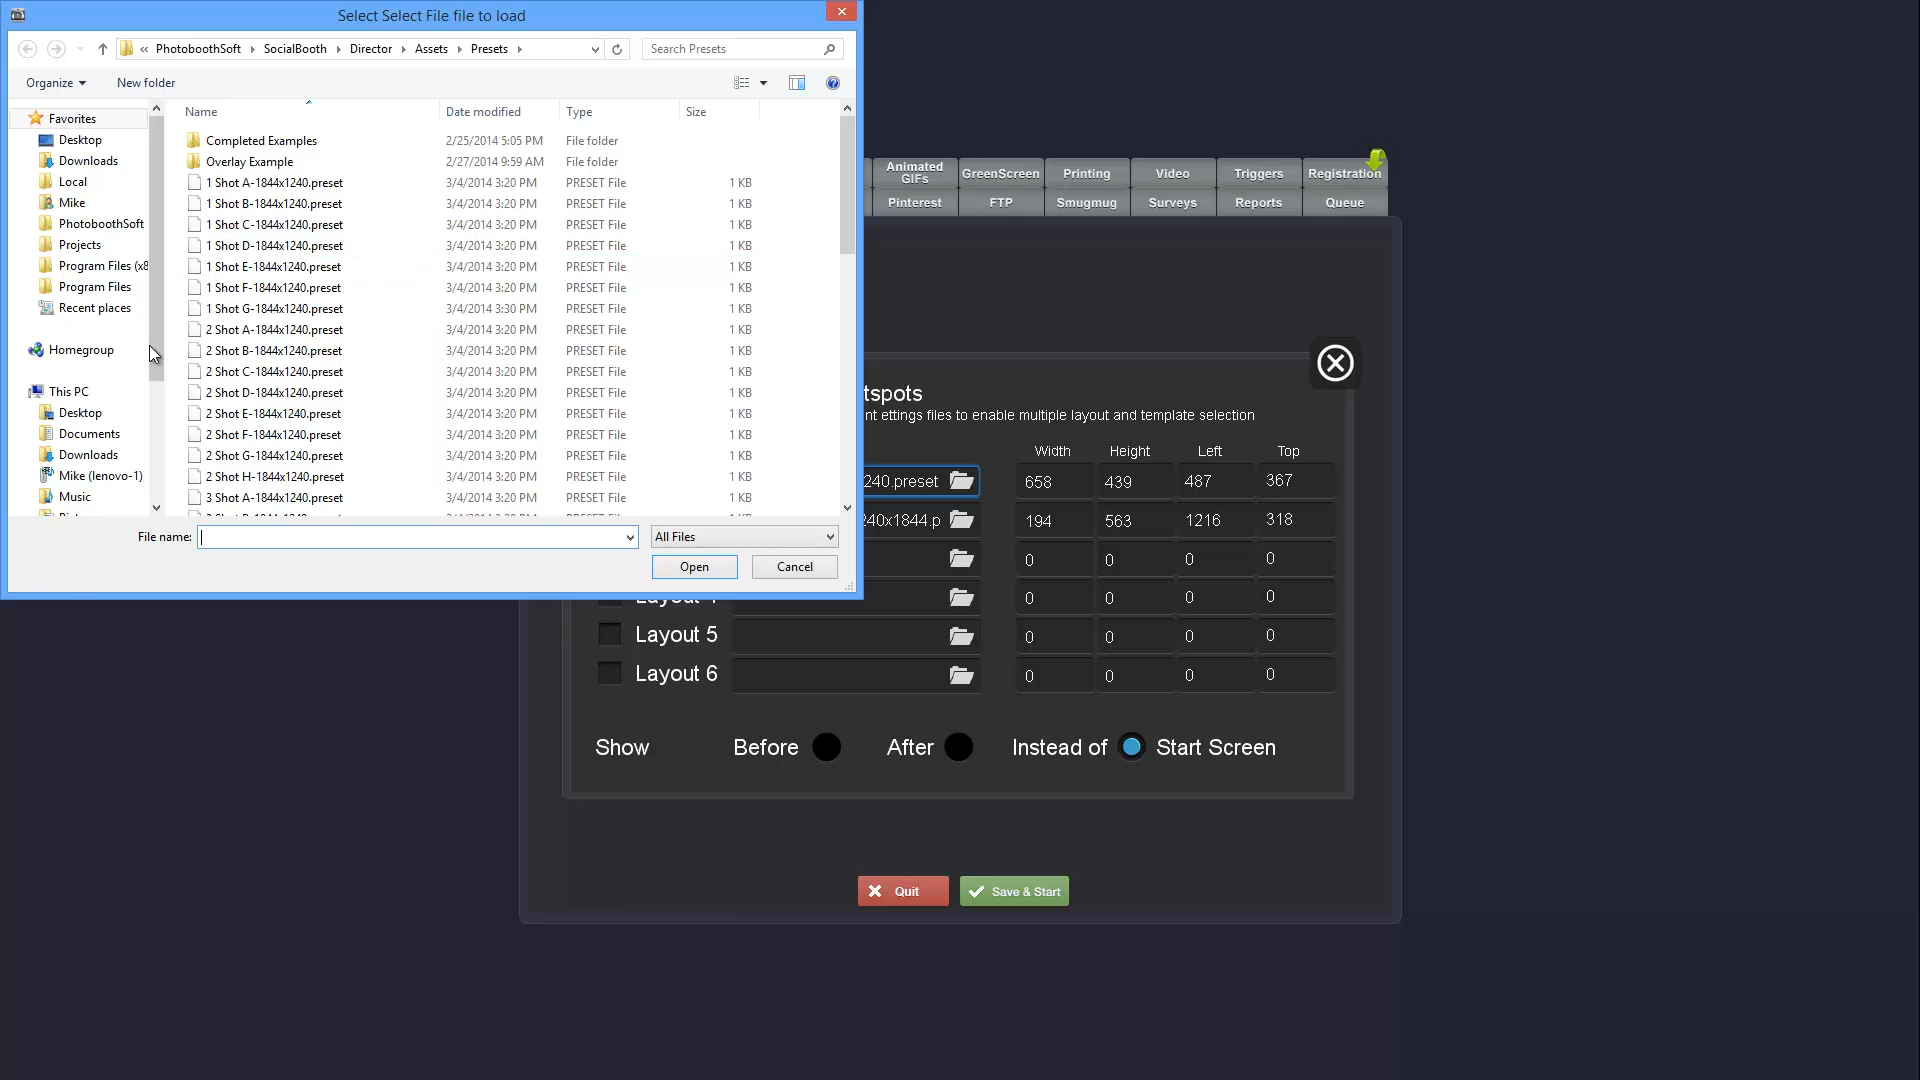 Select Select File file to load
« PhotoboothSoft SocialBooth Director Assets Presets
Search Presets
Organize
New folder
Name Date modified Type Size
Favorites
Desktop
Downloads
Local
Mike
PhotoboothSoft
Projects
Program Files (x8
Program Files
Recent places
Homegroup
This PC
Desktop
Documents
Downloads
Mike (lenovo-1)
Music
Completed Examples 2/25/2014 5:05 PM File folder
Overlay Example 2/27/2014 9:59 AM File folder
1 Shot A-1844x1240.preset 3/4/2014 3:20 PM PRESET File 1 KB
1 Shot B-1844x1240.preset 3/4/2014 3:20 PM PRESET File 1 KB
1 Shot C-1844x1240.preset 3/4/2014 3:20 PM PRESET File 1 KB
1 Shot D-1844x1240.preset 3/4/2014 3:20 PM PRESET File 1 KB
1 Shot E-1844x1240.preset 3/4/2014 3:20 PM PRESET File 1 KB
1 Shot F-1844x1240.preset 3/4/2014 3:20 PM PRESET File 1 KB
1 Shot G-1844x1240.preset 3/4/2014 3:30 PM PRESET File 1 KB
2 Shot A-1844x1240.preset 3/4/2014 3:20 PM PRESET File 1 KB
2 Shot B-1844x1240.preset 3/4/2014 3:20 PM PRESET File 1 KB
2 Shot C-1844x1240.preset 3/4/2014 3:20 PM PRESET File 1 KB
2 Shot D-1844x1240.preset 3/4/2014 3:20 PM PRESET File 1 KB
2 Shot E-1844x1240.preset 3/4/2014 3:20 PM PRESET File 1 KB
2 Shot F-1844x1240.preset 3/4/2014 3:20 PM PRESET File 1 KB
2 Shot G-1844x1240.preset 3/4/2014 3:20 PM PRESET File 1 KB
2 Shot H-1844x1240.preset 3/4/2014 3:20 PM PRESET File 1 KB
3 Shot A-1844x1240.preset 3/4/2014 3:20 PM PRESET File 1 KB
File name:
All Files
Open Cancel
Animated GIFs GreenScreen Printing Video Triggers Registration
Pinterest FTP Smugmug Surveys Reports Queue
tspots
nt ettings files to enable multiple layout and template selection
Width Height Left Top
240.preset 658 439 487 367
240x1844.p 194 563 1216 318
0 0 0 0
0 0 0 0
Layout 5 0 0 0 0
Layout 6 0 0 0 0
Show Before After Instead of Start Screen
Quit Save & Start